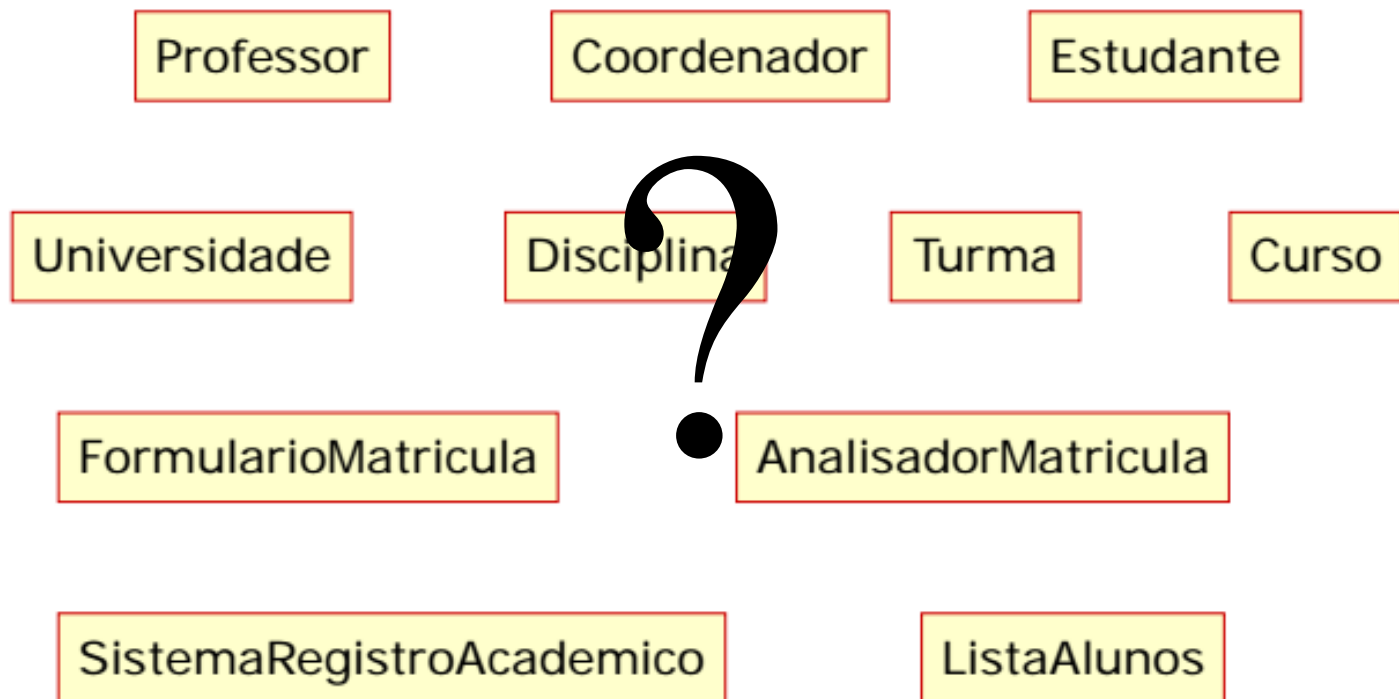 Professor Coordenador Estudante
Universidade Disciplina Turma Curso
?
FormularioMatricula AnalisadorMatricula
SistemaRegistroAcademico ListaAlunos